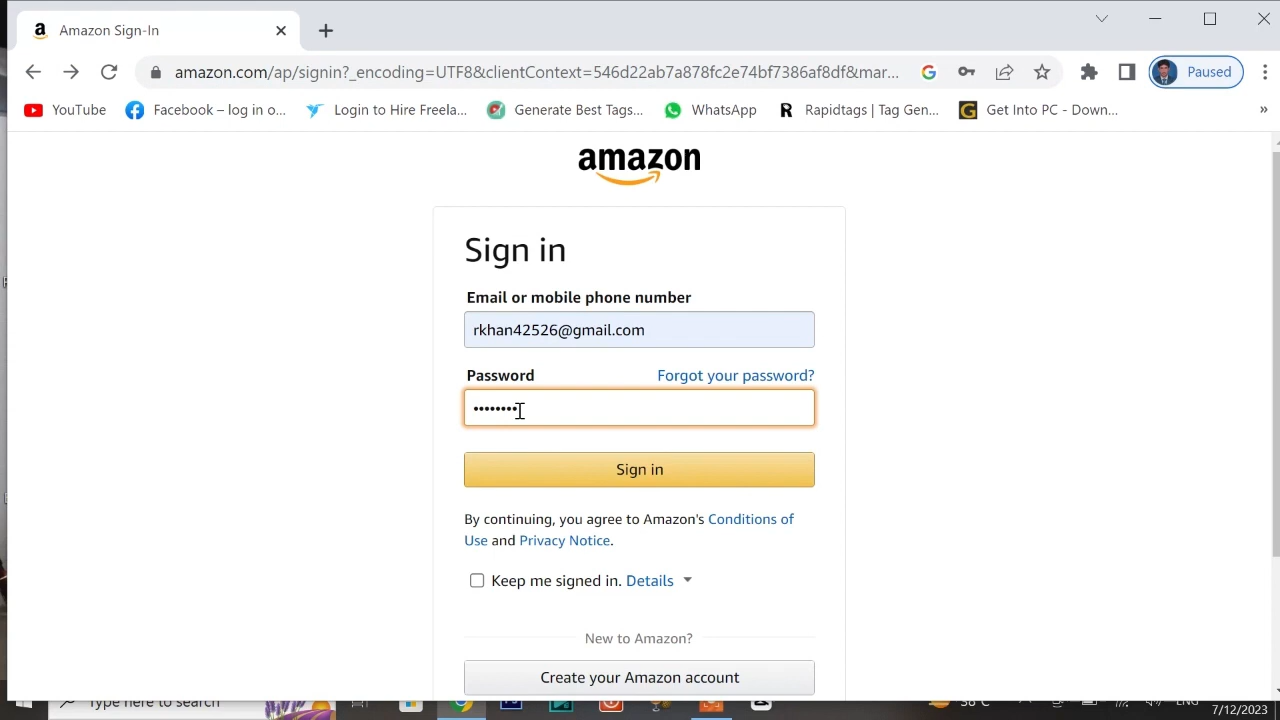 Amazon Sign-In
amazon.com/ap/signin?_encoding=UTF8&clientContext=546d22ab7a878fc2e74bf7386af8df&mar...
Paused
YouTube
Facebook – log in o...
Login to Hire Freela...
Generate Best Tags...
WhatsApp
Rapidtags | Tag Gen...
Get Into PC - Down...
»
amazon
Sign in
Email or mobile phone number
rkhan42526@gmail.com
Password
Forgot your password?
••••••••
Sign in
By continuing, you agree to Amazon's Conditions of
Use and Privacy Notice.
Keep me signed in. Details
New to Amazon?
Create your Amazon account
Type here to search
38°C
ENG
7/12/2023